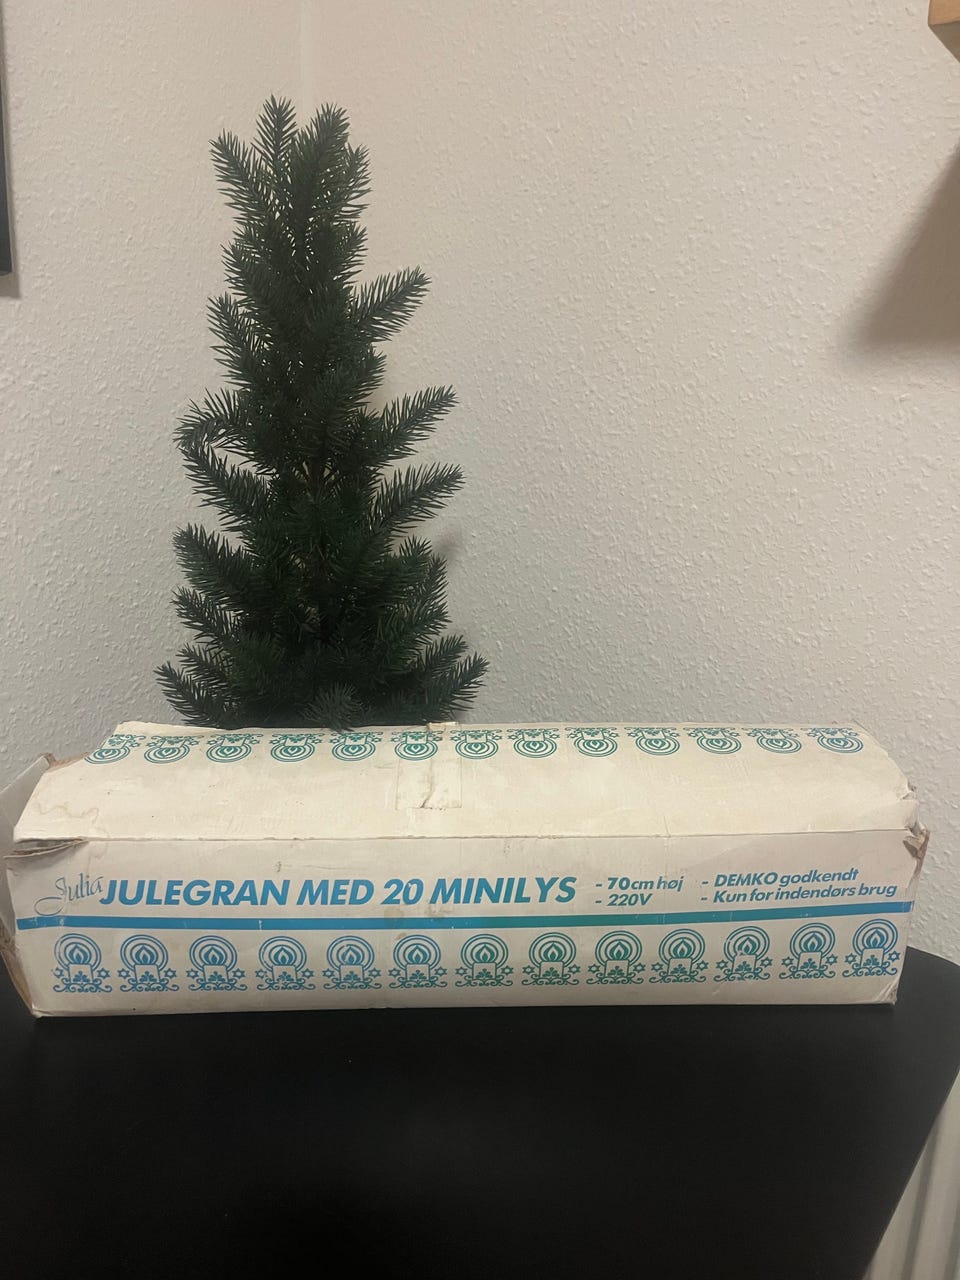 Julia JULEGRAN MED 20 MINILYS
- 70cm høj
- 220V
- DEMKO godkendt
- Kun for indendørs brug